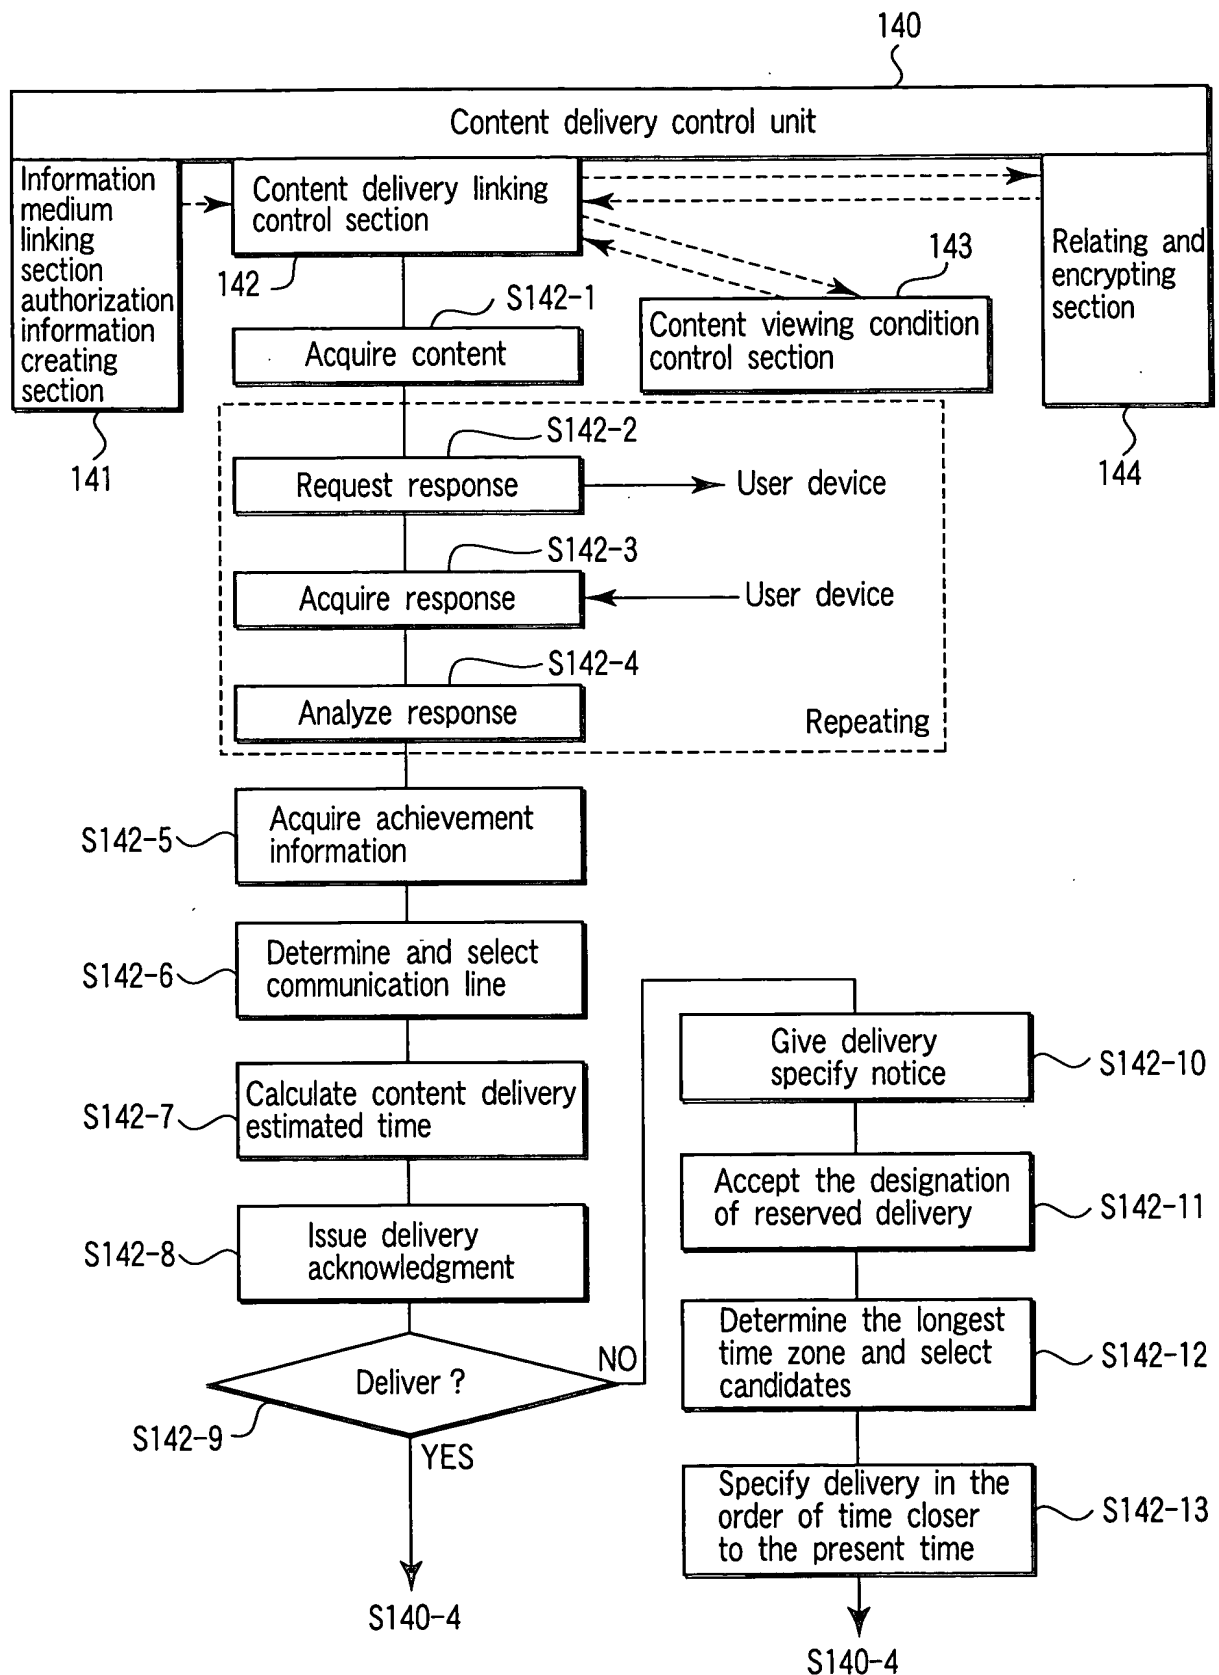 140
Content delivery control unit
Information
medium
linking
section
authorization
information
creating
section
141
Content delivery linking
control section
142
143
Content viewing condition
control section
Relating and
encrypting
section
144
S142-1
Acquire content
S142-2
Request response
User device
S142-3
Acquire response
User device
S142-4
Analyze response
Repeating
S142-5
Acquire achievement
information
S142-6
Determine and select
communication line
S142-7
Calculate content delivery
estimated time
S142-8
Issue delivery
acknowledgment
Deliver ?
NO
S142-9
YES
S140-4
Give delivery
specify notice
S142-10
Accept the designation
of reserved delivery
S142-11
Determine the longest
time zone and select
candidates
S142-12
Specify delivery in the
order of time closer
to the present time
S142-13
S140-4